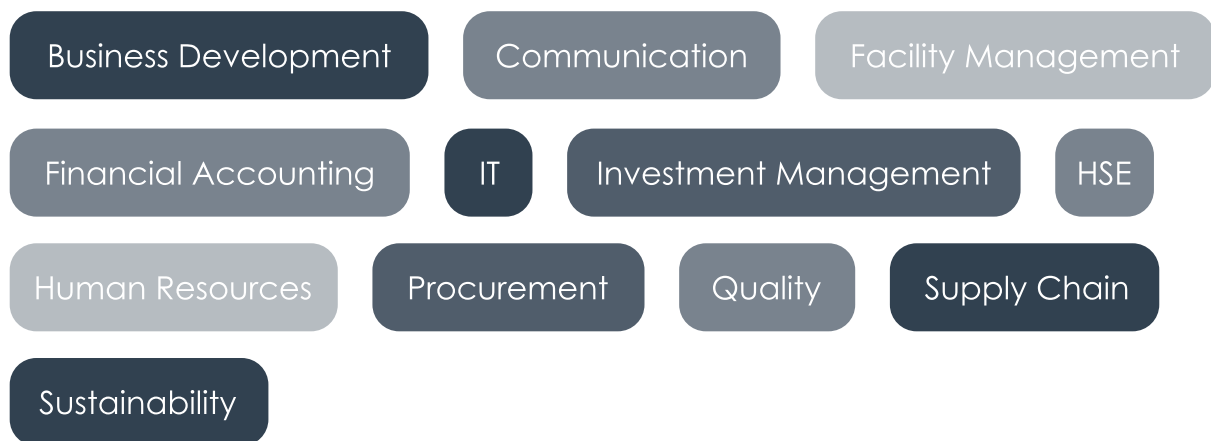 Business Development Communication Facility Management
Financial Accounting IT Investment Management HSE
Human Resources Procurement Quality Supply Chain
Sustainability